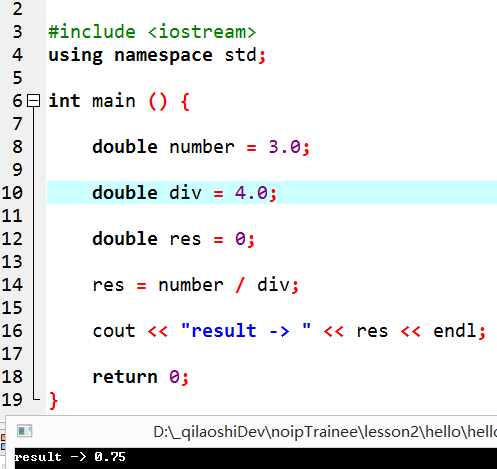 2
3 #include <iostream>
4 using namespace std;
5
6 int main () {
7
8 double number = 3.0;
9
10 double div = 4.0;
11
12 double res = 0;
13
14 res = number / div;
15
16 cout << "result -> " << res << endl;
17
18 return 0;
19 }
D:\_qilaoshiDev\noipTrainee\lesson2\hello\hello
result -> 0.75